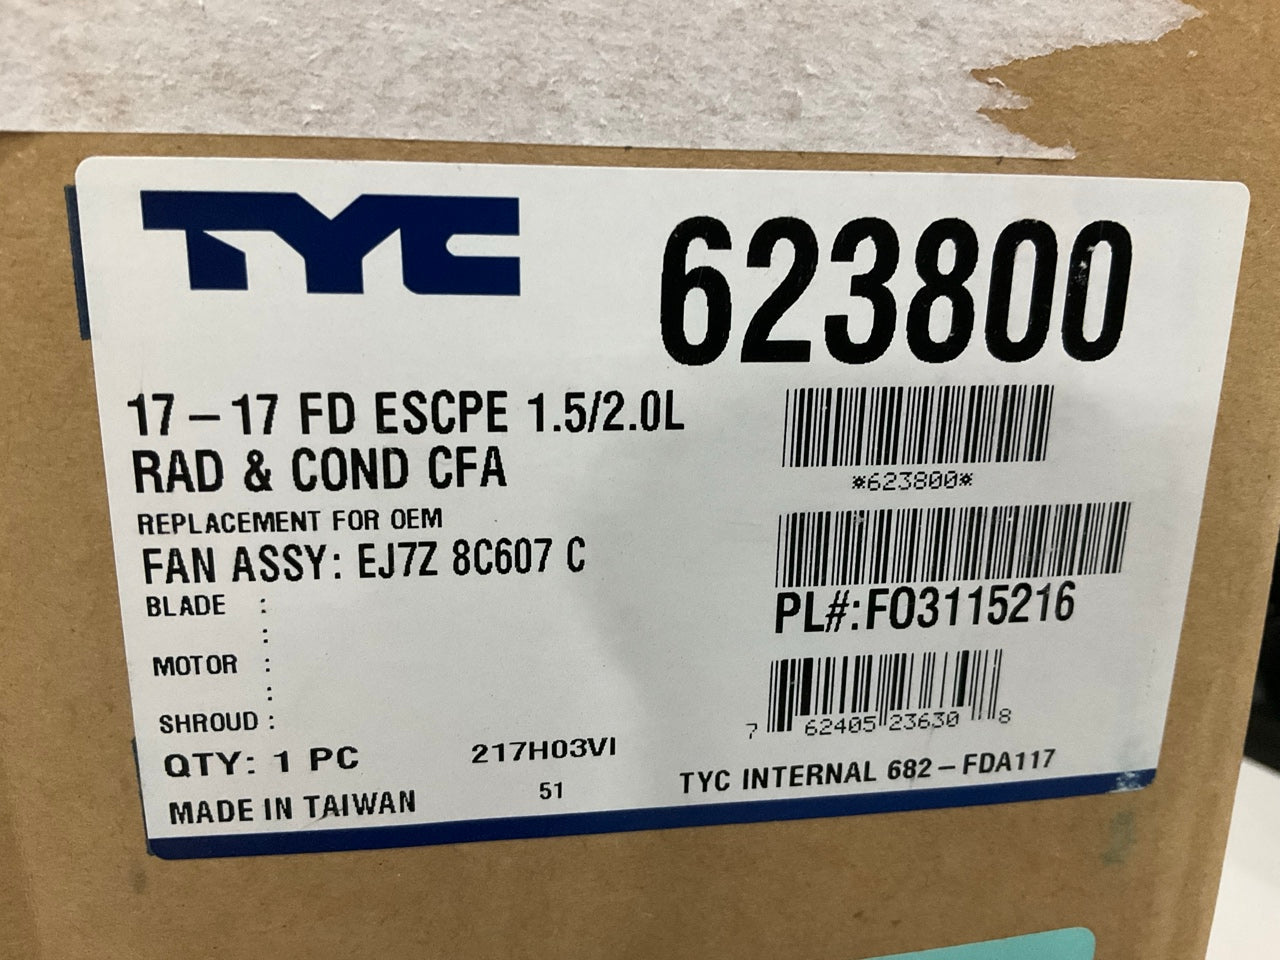 TYC
623800
17-17 FD ESCPE 1.5/2.0L
RAD & COND CFA
*623800*
REPLACEMENT FOR OEM
FAN ASSY: EJ7Z 8C607 C
BLADE :
:
PL#:FO3115216
MOTOR :
:
SHROUD :
7 62405 23630 8
QTY: 1 PC 217H03VI
MADE IN TAIWAN 51
TYC INTERNAL 682-FDA117